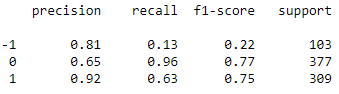 precision recall f1-score support
-1 0.81 0.13 0.22 103
0 0.65 0.96 0.77 377
1 0.92 0.63 0.75 309